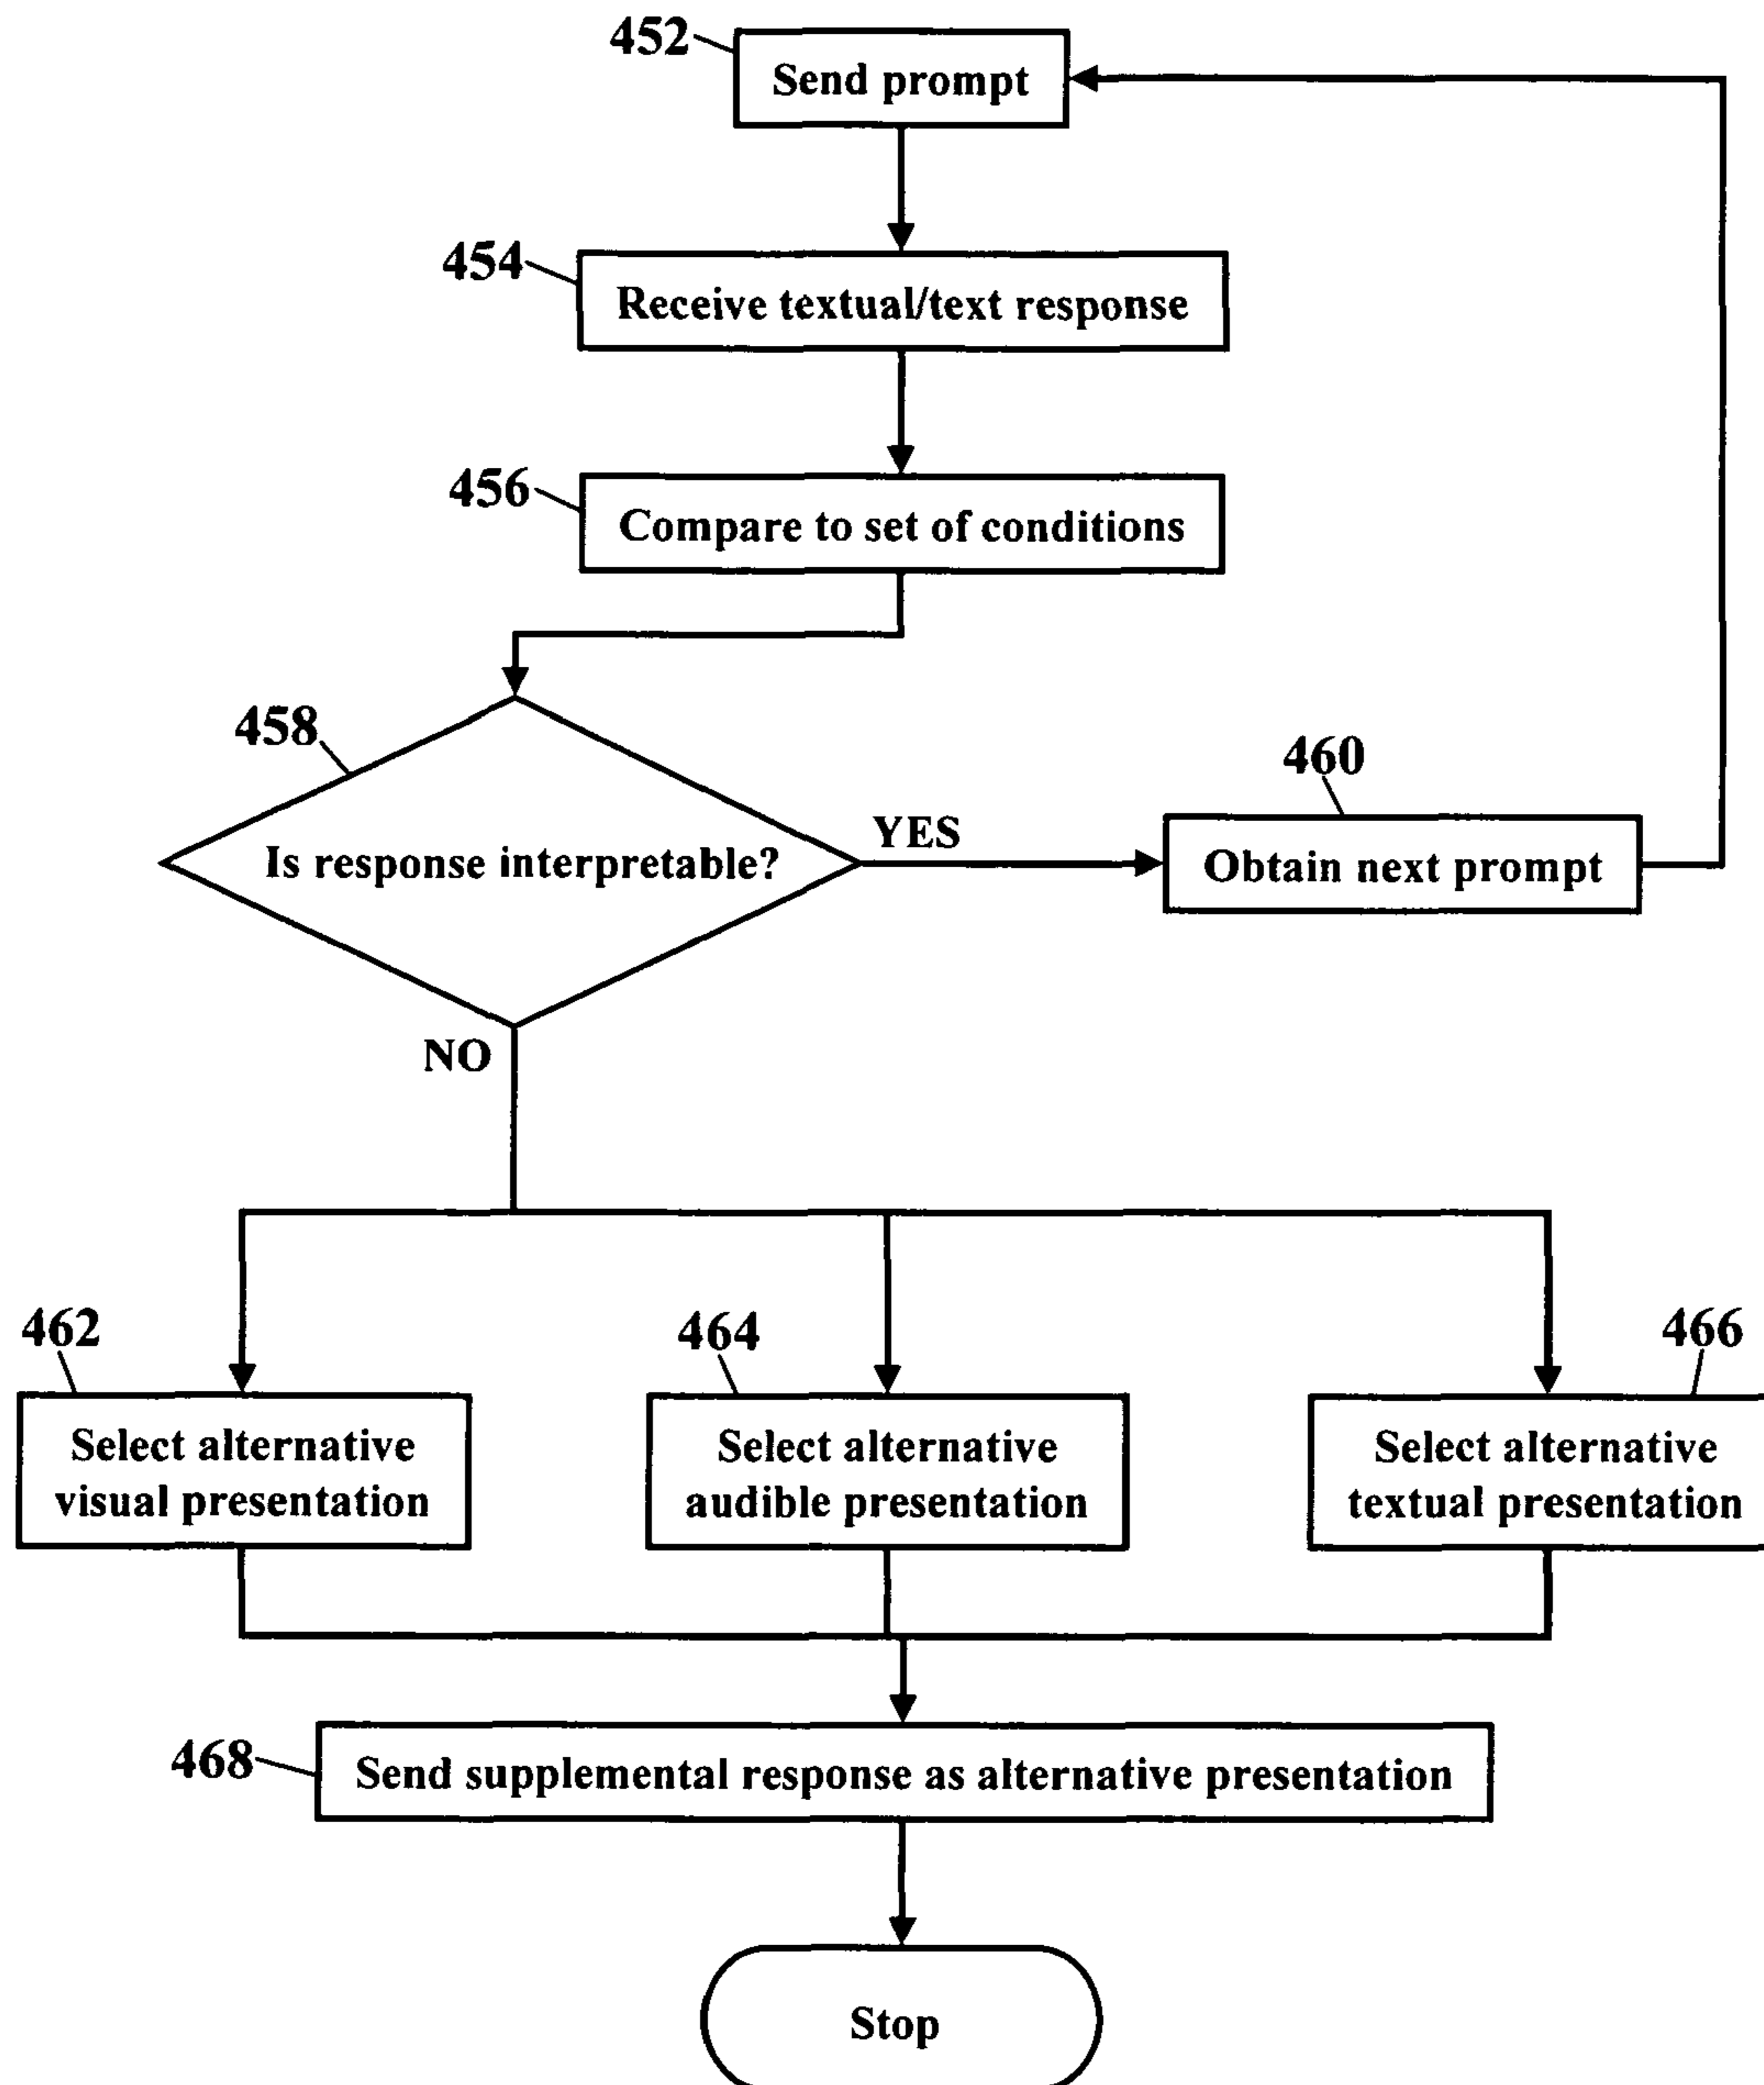 452
Send prompt
454
Receive textual/text response
456
Compare to set of conditions
458
Is response interpretable?
YES
460
Obtain next prompt
NO
462
Select alternative
visual presentation
464
Select alternative
audible presentation
466
Select alternative
textual presentation
468
Send supplemental response as alternative presentation
Stop